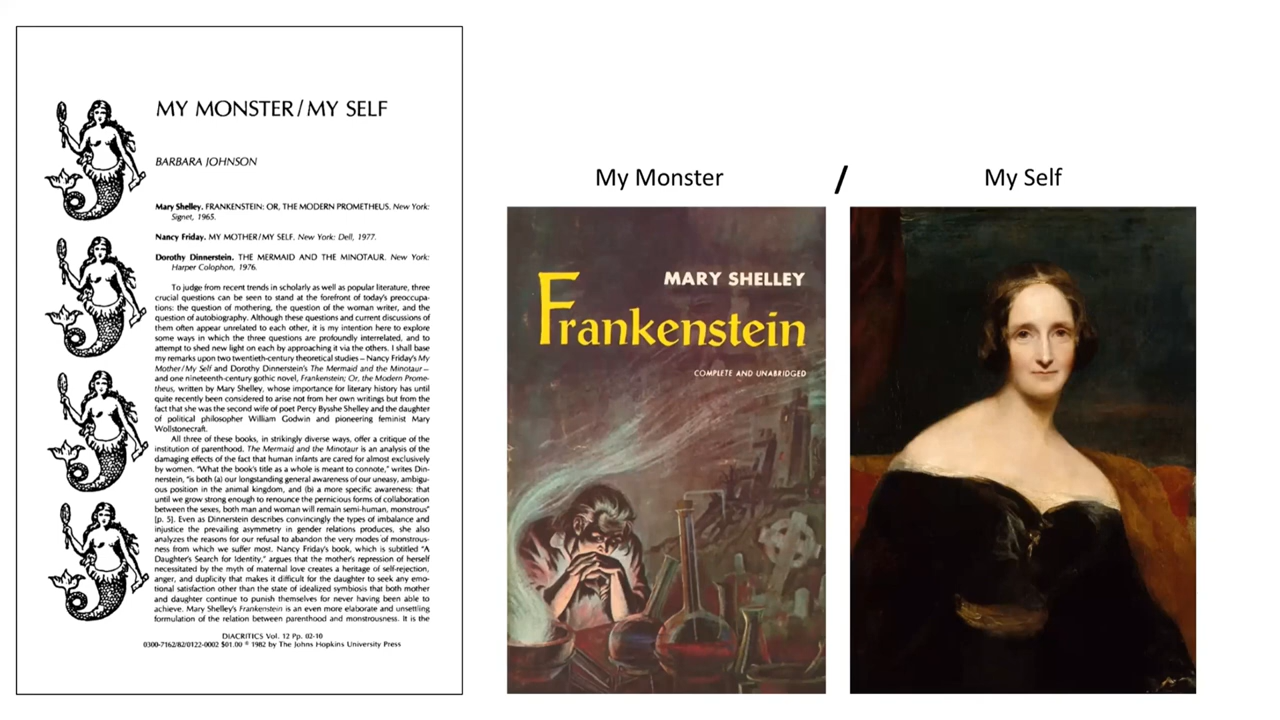 MY MONSTER/MY SELF
BARBARA JOHNSON
Mary Shelley. FRANKENSTEIN: OR, THE MODERN PROMETHEUS. New York:
Signet, 1965.
Nancy Friday. MY MOTHER/MY SELF. New York: Dell, 1977.
Dorothy Dinnerstein. THE MERMAID AND THE MINOTAUR. New York:
Harper Colophon, 1976.
To judge from recent trends in scholarly as well as popular literature, three
crucial questions can be seen to stand at the forefront of today's preoccupa-
tions: the question of mothering, the question of the woman writer, and the
question of autobiography. Although these questions and current discussions of
them often appear unrelated to each other, it is my intention here to explore
some ways in which the three questions are profoundly interrelated, and to
attempt to shed new light on each by approaching it via the others. I shall base
my remarks upon two twentieth-century theoretical studies – Nancy Friday's My
Mother/My Self and Dorothy Dinnerstein's The Mermaid and the Minotaur –
and one nineteenth-century gothic novel, Frankenstein; Or, the Modern Prome-
theus, written by Mary Shelley, whose importance for literary history has until
quite recently been considered to arise not from her own writings but from the
fact that she was the second wife of poet Percy Bysshe Shelley and the daughter
of political philosopher William Godwin and pioneering feminist Mary
Wollstonecraft.
All three of these books, in strikingly diverse ways, offer a critique of the
institution of parenthood. The Mermaid and the Minotaur is an analysis of the
damaging effects of the fact that human infants are cared for almost exclusively
by women. "What the book's title as a whole is meant to connote," writes Din-
nerstein, "is both (a) our longstanding general awareness of our uneasy, ambigu-
ous position in the animal kingdom, and (b) a more specific awareness: that
until we grow strong enough to renounce the pernicious forms of collaboration
between the sexes, both man and woman will remain semi-human, monstrous"
[p. 5]. Even as Dinnerstein describes convincingly the types of imbalance and
injustice the prevailing asymmetry in gender relations produces, she also
analyzes the reasons for our refusal to abandon the very modes of monstrous-
ness from which we suffer most. Nancy Friday's book, which is subtitled "A
Daughter's Search for Identity," argues that the mother's repression of herself
necessitated by the myth of maternal love creates a heritage of self-rejection,
anger, and duplicity that makes it difficult for the daughter to seek any emo-
tional satisfaction other than the state of idealized symbiosis that both mother
and daughter continue to punish themselves for never having been able to
achieve. Mary Shelley's Frankenstein is an even more elaborate and unsettling
formulation of the relation between parenthood and monstrousness. It is the
DIACRITICS Vol. 12 Pp. 02-10
0300-7162/82/0122-0002 $01.00 © 1982 by The Johns Hopkins University Press
My Monster / My Self
MARY SHELLEY
Frankenstein
COMPLETE AND UNABRIDGED